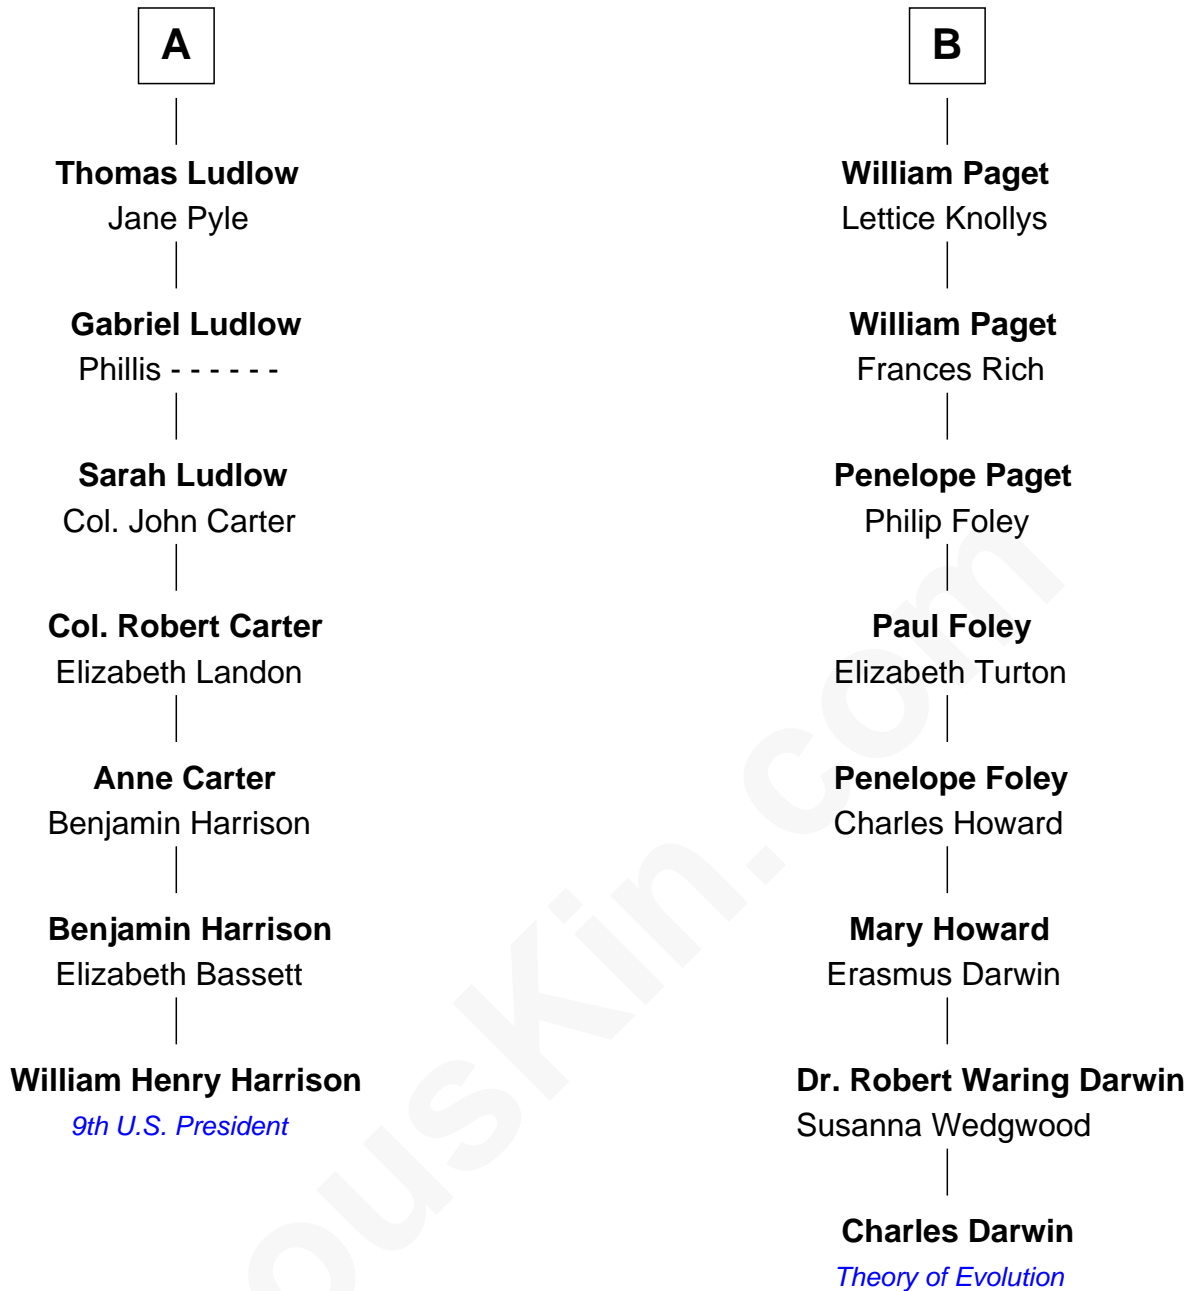 A
Thomas Ludlow
Jane Pyle
Gabriel Ludlow
Phillis - - - - - -
Sarah Ludlow
Col. John Carter
Col. Robert Carter
Elizabeth Landon
Anne Carter
Benjamin Harrison
Benjamin Harrison
Elizabeth Bassett
William Henry Harrison
9th U.S. President
B
William Paget
Lettice Knollys
William Paget
Frances Rich
Penelope Paget
Philip Foley
Paul Foley
Elizabeth Turton
Penelope Foley
Charles Howard
Mary Howard
Erasmus Darwin
Dr. Robert Waring Darwin
Susanna Wedgwood
Charles Darwin
Theory of Evolution
ousKin.com